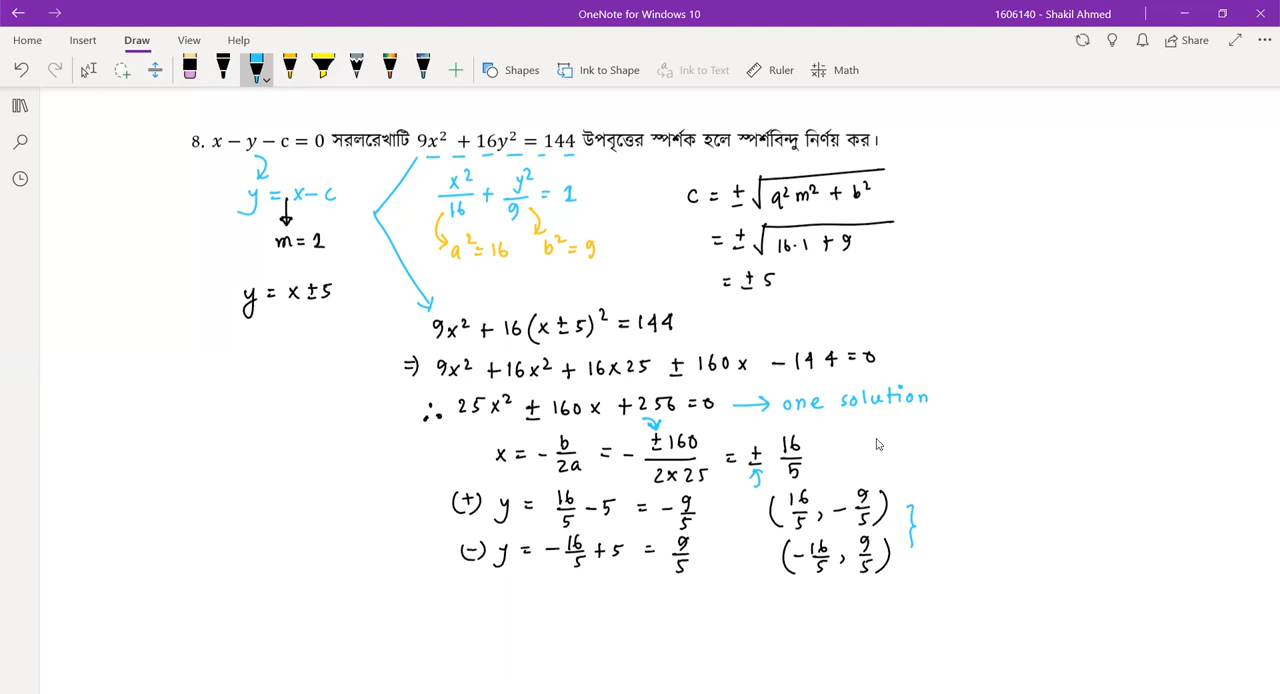 OneNote for Windows 10
1606140 - Shakil Ahmed
Home Insert Draw View Help
Share
Shapes Ink to Shape Ink to Text Ruler Math
8. x − y − c = 0 সরলরেখাটি 9x² + 16y² = 144 উপবৃত্তের স্পর্শক হলে স্পর্শবিন্দু নির্ণয় কর।
y = x − c
m = 1
y = x ± 5
x²/16 + y²/9 = 1
a² = 16 b² = 9
c = ± √(a²m² + b²)
= ± √(16·1 + 9)
= ± 5
9x² + 16(x ± 5)² = 144
⇒) 9x² + 16x² + 16×25 ± 160x − 144 = 0
∴ 25x² ± 160x + 256 = 0 → one solution
x = − b/2a = − ±160/2×25 = ± 16/5
(+) y = 16/5 − 5 = − 9/5 (16/5, − 9/5)
(−) y = − 16/5 + 5 = 9/5 (− 16/5, 9/5)